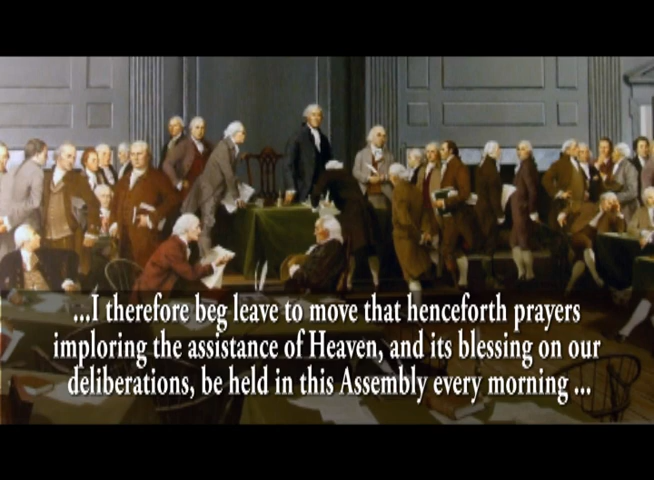 ...I therefore beg leave to move that henceforth prayers
imploring the assistance of Heaven, and its blessing on our
deliberations, be held in this Assembly every morning ...